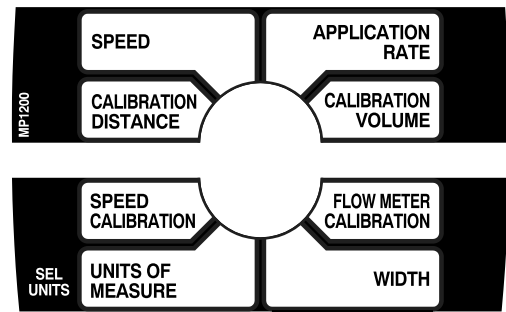 SPEED
APPLICATION
RATE
MP1200
CALIBRATION
DISTANCE
CALIBRATION
VOLUME
SPEED
CALIBRATION
FLOW METER
CALIBRATION
SEL
UNITS
UNITS OF
MEASURE
WIDTH